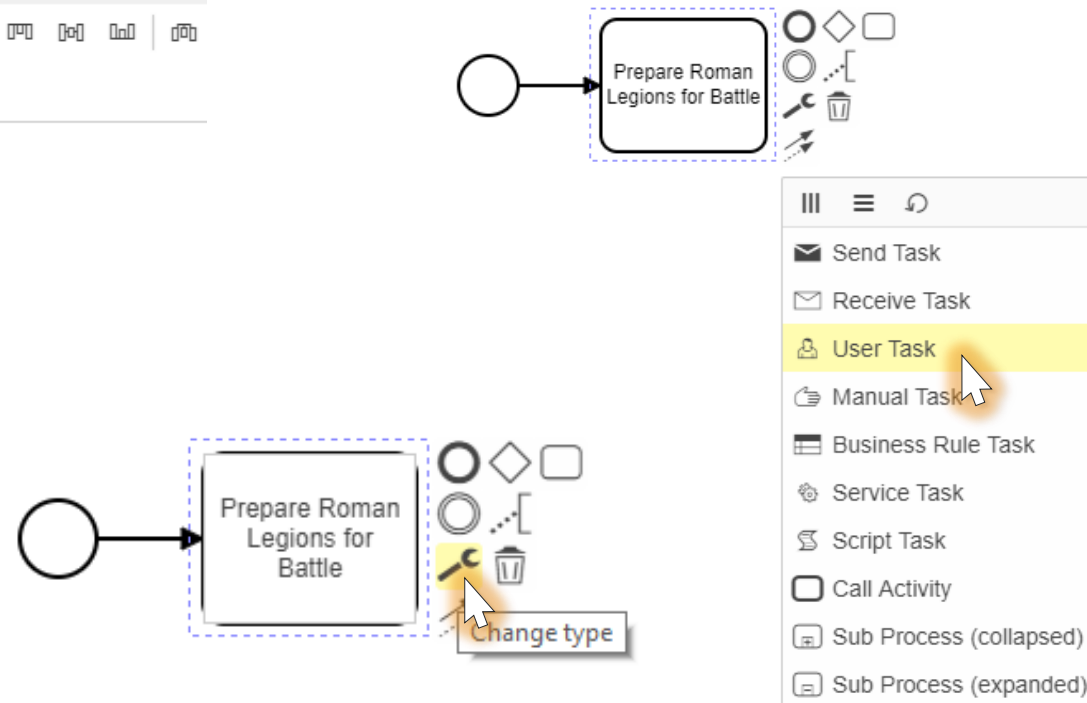 Prepare Roman
Legions for Battle
Send Task
Receive Task
User Task
Manual Task
Business Rule Task
Service Task
Script Task
Call Activity
Sub Process (collapsed)
Sub Process (expanded)
Prepare Roman
Legions for
Battle
Change type